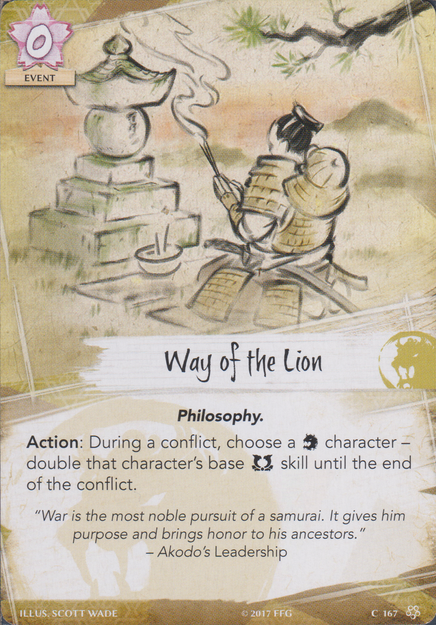 0
EVENT
Way of the Lion
Philosophy.
Action: During a conflict, choose a character –
double that character's base skill until the end
of the conflict.
“War is the most noble pursuit of a samurai. It gives him
purpose and brings honor to his ancestors.”
– Akodo's Leadership
ILLUS. SCOTT WADE © 2017 FFG C 167